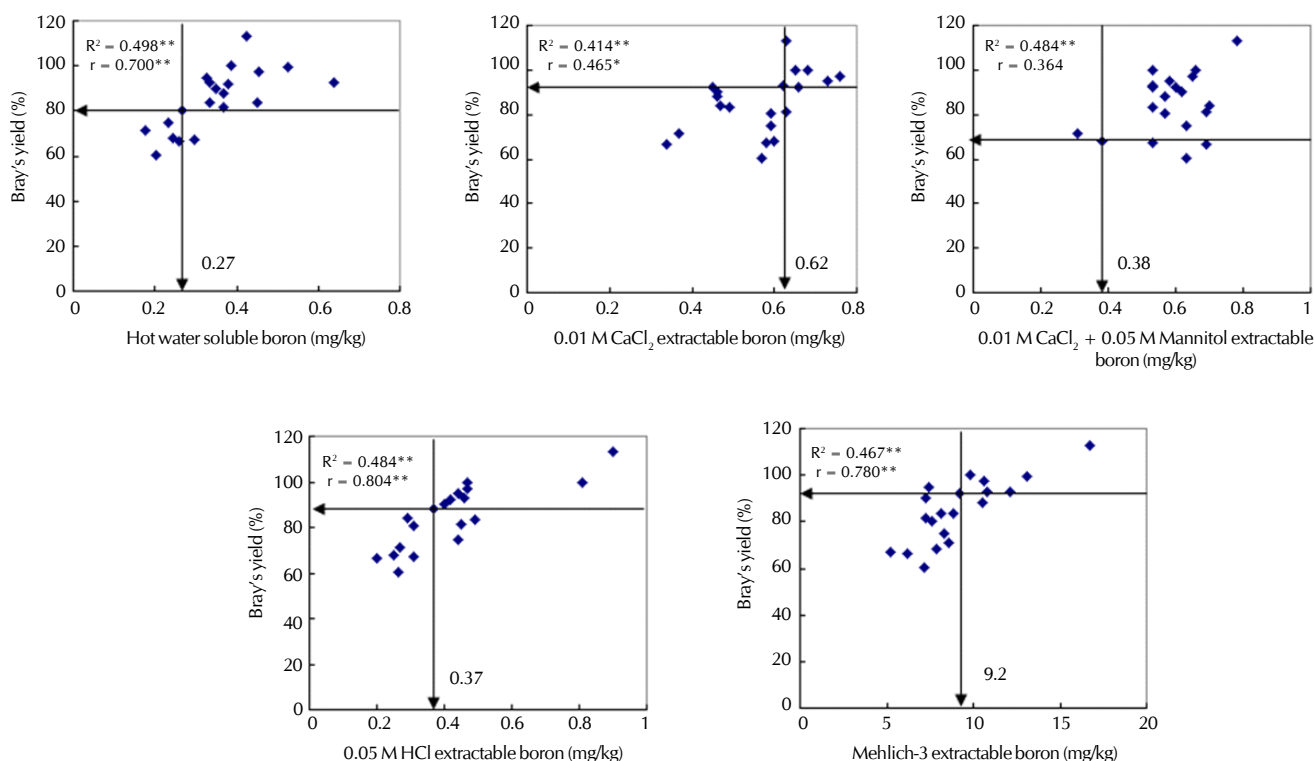 R² = 0.498**
r = 0.700**
Bray's yield (%)
120
100
80
60
40
20
0
0.27
0 0.2 0.4 0.6 0.8
Hot water soluble boron (mg/kg)
R² = 0.414**
r = 0.465*
Bray's yield (%)
120
100
80
60
40
20
0
0.62
0 0.2 0.4 0.6 0.8
0.01 M CaCl₂ extractable boron (mg/kg)
R² = 0.484**
r = 0.364
Bray's yield (%)
120
100
80
60
40
20
0
0.38
0 0.2 0.4 0.6 0.8 1
0.01 M CaCl₂ + 0.05 M Mannitol extractable
boron (mg/kg)
R² = 0.484**
r = 0.804**
Bray's yield (%)
120
100
80
60
40
20
0
0.37
0 0.2 0.4 0.6 0.8 1
0.05 M HCl extractable boron (mg/kg)
R² = 0.467**
r = 0.780**
Bray's yield (%)
120
100
80
60
40
20
0
9.2
0 5 10 15 20
Mehlich-3 extractable boron (mg/kg)